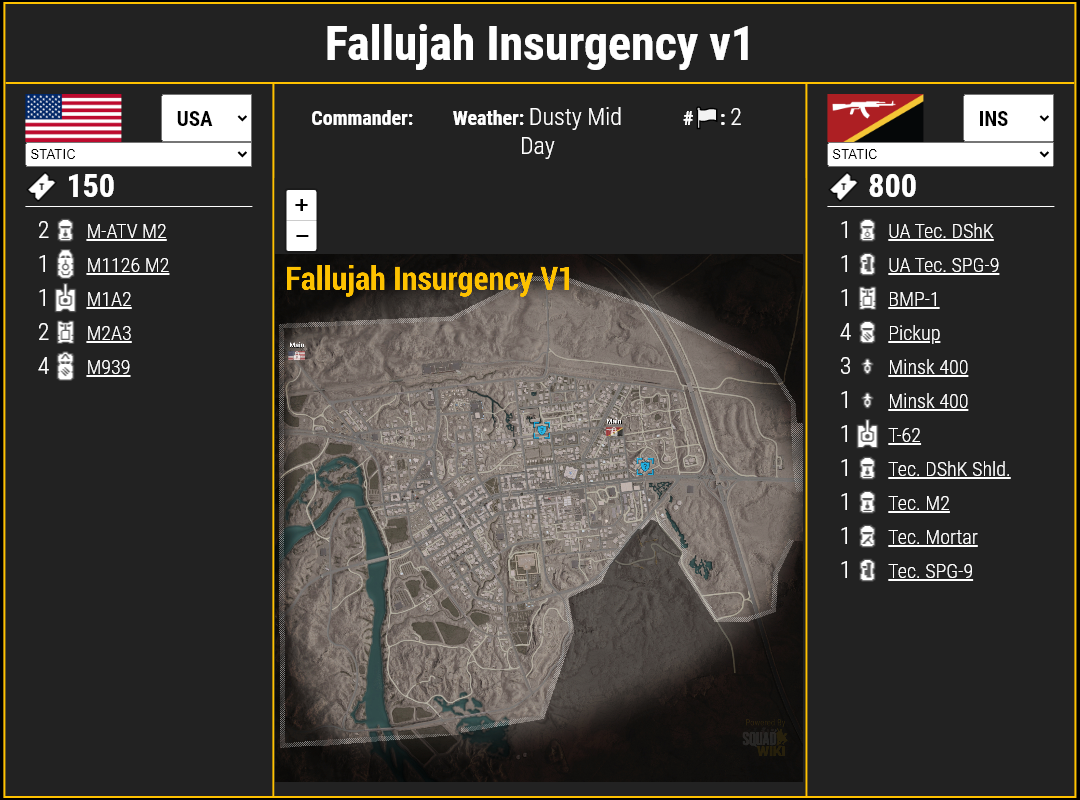 Fallujah Insurgency v1
USA
STATIC
150
2 M-ATV M2
1 M1126 M2
1 M1A2
2 M2A3
4 M939
Commander:
Weather: Dusty Mid
Day
# : 2
+
−
Fallujah Insurgency V1
Main
Main
Powered By
SQUAD
WIKI
INS
STATIC
800
1 UA Tec. DShK
1 UA Tec. SPG-9
1 BMP-1
4 Pickup
3 Minsk 400
1 Minsk 400
1 T-62
1 Tec. DShK Shld.
1 Tec. M2
1 Tec. Mortar
1 Tec. SPG-9